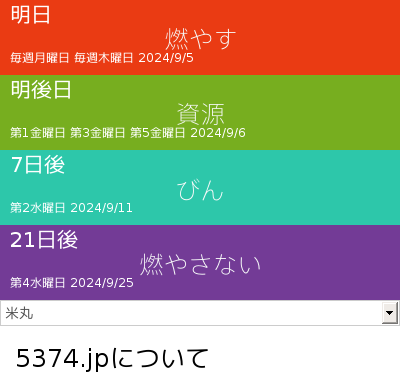 明日
燃やす
毎週月曜日 毎週木曜日 2024/9/5
明後日
資源
第1金曜日 第3金曜日 第5金曜日 2024/9/6
7日後
びん
第2水曜日 2024/9/11
21日後
燃やさない
第4水曜日 2024/9/25
米丸
5374.jpについて